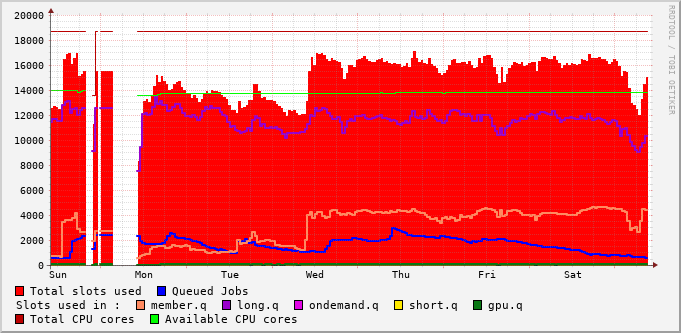 20000
18000
16000
14000
12000
10000
8000
6000
4000
2000
0
Sun Mon Tue Wed Thu Fri Sat
RRDTOOL / TOBI OETIKER
Total slots used Queued Jobs
Slots used in : member.q long.q ondemand.q short.q gpu.q
Total CPU cores Available CPU cores